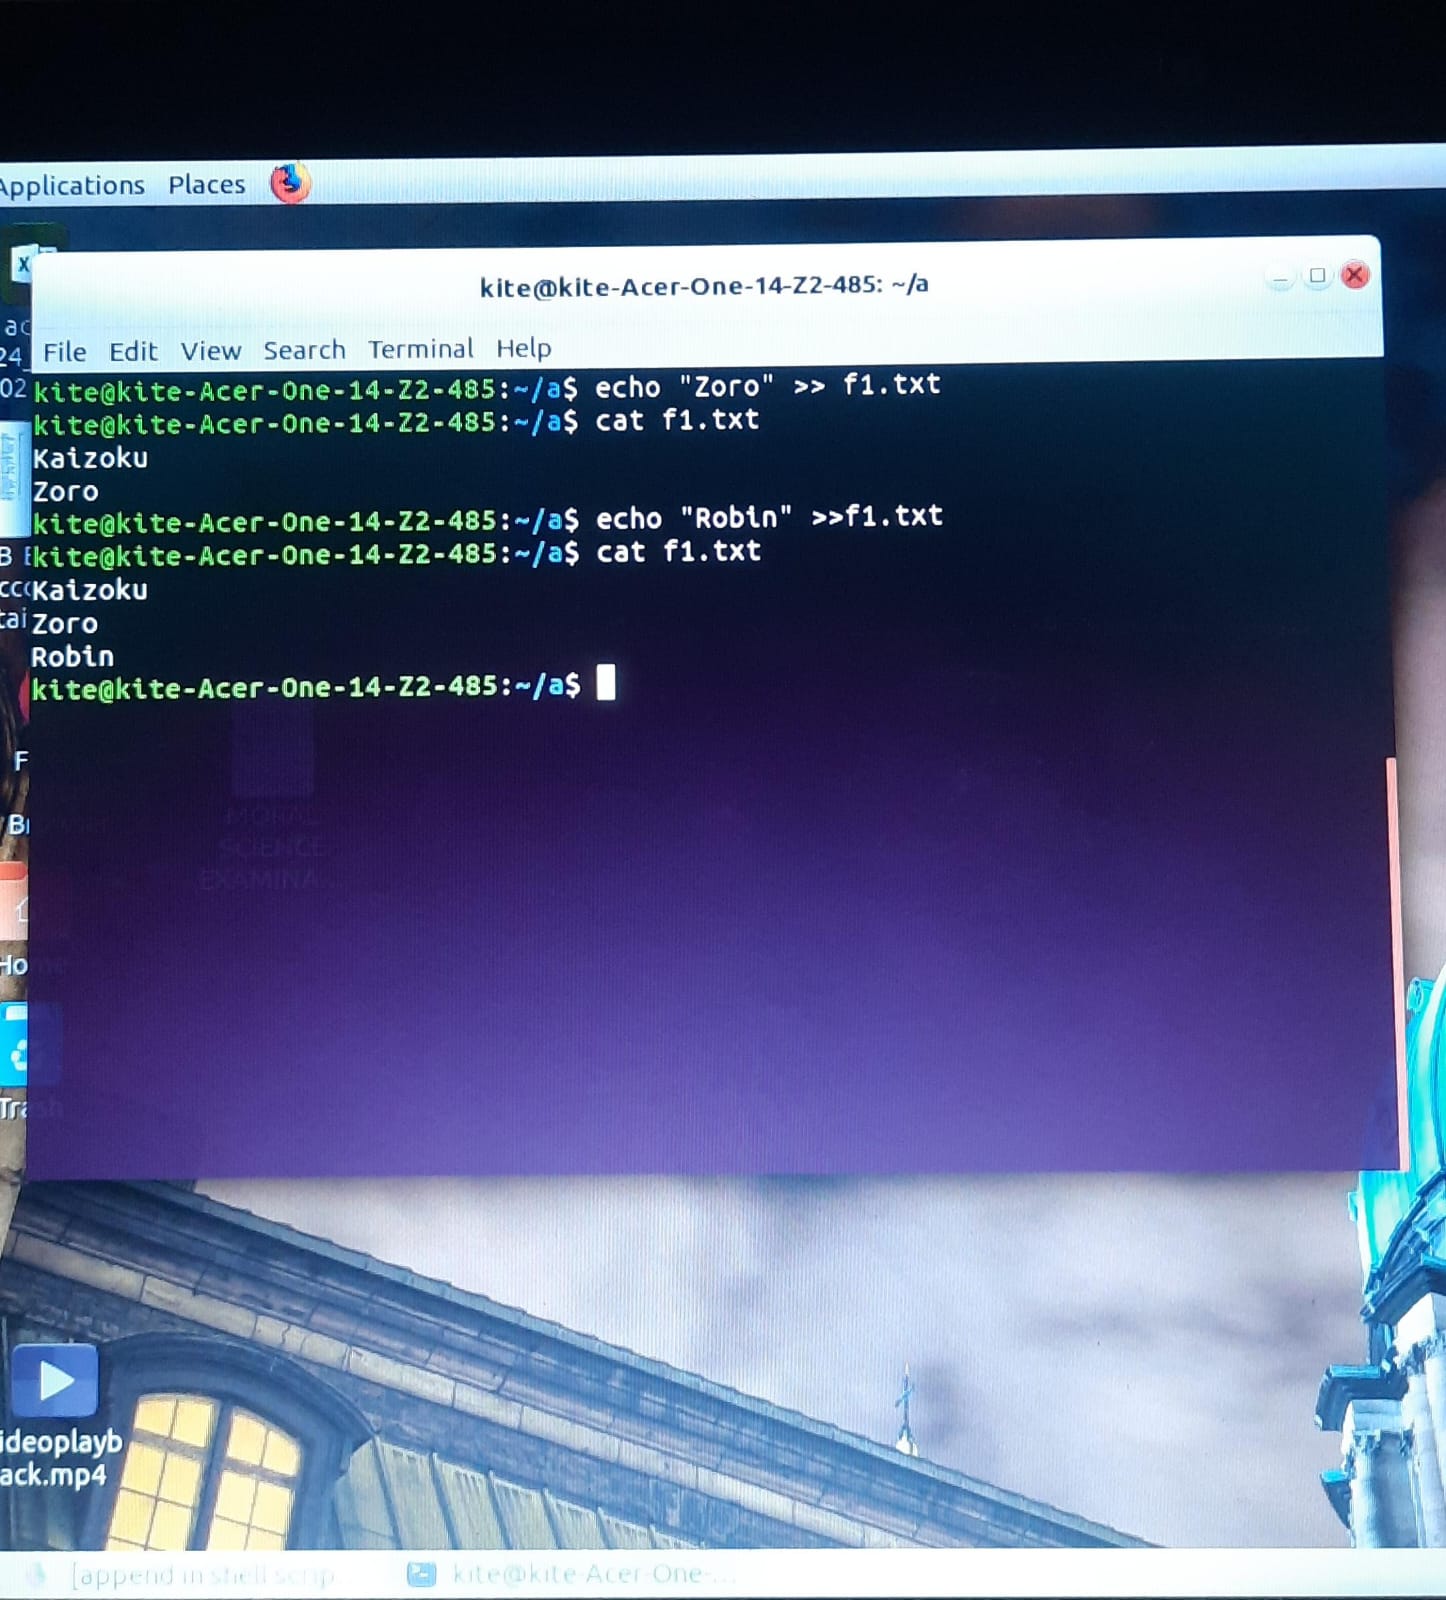 Applications Places
kite@kite-Acer-One-14-Z2-485: ~/a
File Edit View Search Terminal Help
kite@kite-Acer-One-14-Z2-485:~/a$ echo "Zoro" >> f1.txt
kite@kite-Acer-One-14-Z2-485:~/a$ cat f1.txt
Kaizoku
Zoro
kite@kite-Acer-One-14-Z2-485:~/a$ echo "Robin" >>f1.txt
kite@kite-Acer-One-14-Z2-485:~/a$ cat f1.txt
Kaizoku
Zoro
Robin
kite@kite-Acer-One-14-Z2-485:~/a$
MORAL
SCIENCE
EXAMINA...
Trash
ideoplayb
ack.mp4
[append in shell scrip...
kite@kite-Acer-One-...